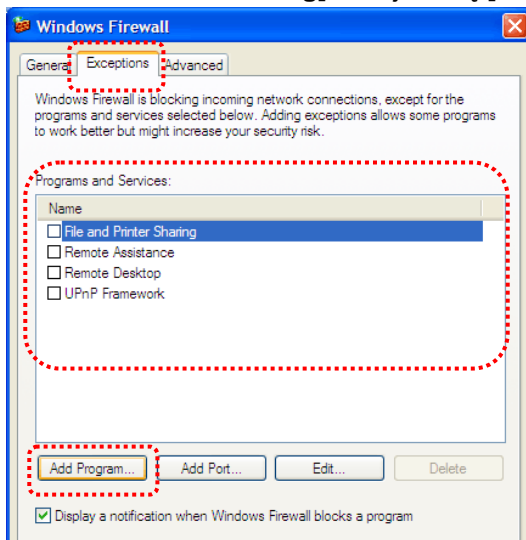 Windows Firewall
General Exceptions Advanced
Windows Firewall is blocking incoming network connections, except for the
programs and services selected below. Adding exceptions allows some programs
to work better but might increase your security risk.
Programs and Services:
Name
File and Printer Sharing
Remote Assistance
Remote Desktop
UPnP Framework
Add Program... Add Port... Edit... Delete
Display a notification when Windows Firewall blocks a program